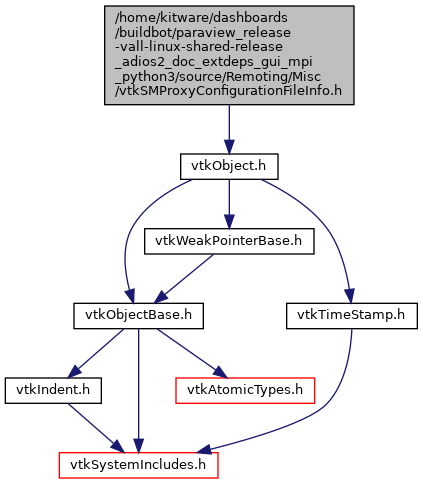 /home/kitware/dashboards
/buildbot/paraview_release
-vall-linux-shared-release
_adios2_doc_extdeps_gui_mpi
_python3/source/Remoting/Misc
/vtkSMProxyConfigurationFileInfo.h
vtkObject.h
vtkWeakPointerBase.h
vtkObjectBase.h
vtkTimeStamp.h
vtkIndent.h
vtkAtomicTypes.h
vtkSystemIncludes.h